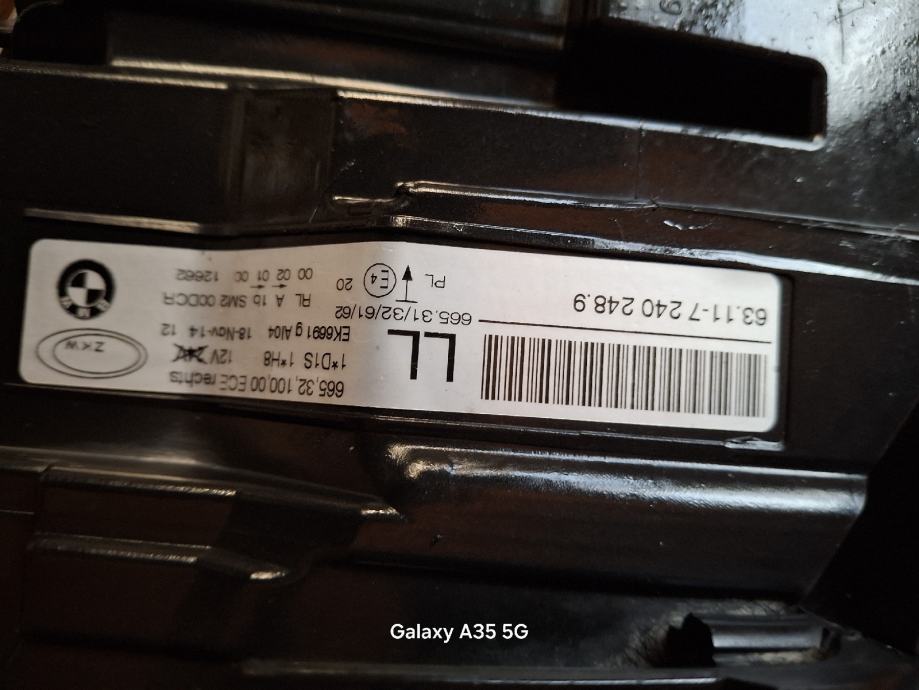 63.11-7 240 248.9
665.31/32/61/62
LL
PL
E4
20
00 02 01 00 12662
RL A 1b SM2 00DCR
EK6691 g AI04 18-Nov-14 12
1*D1S 1*H8 12V
665,32,100,00 ECE rechts
BMW
ZKW
Galaxy A35 5G